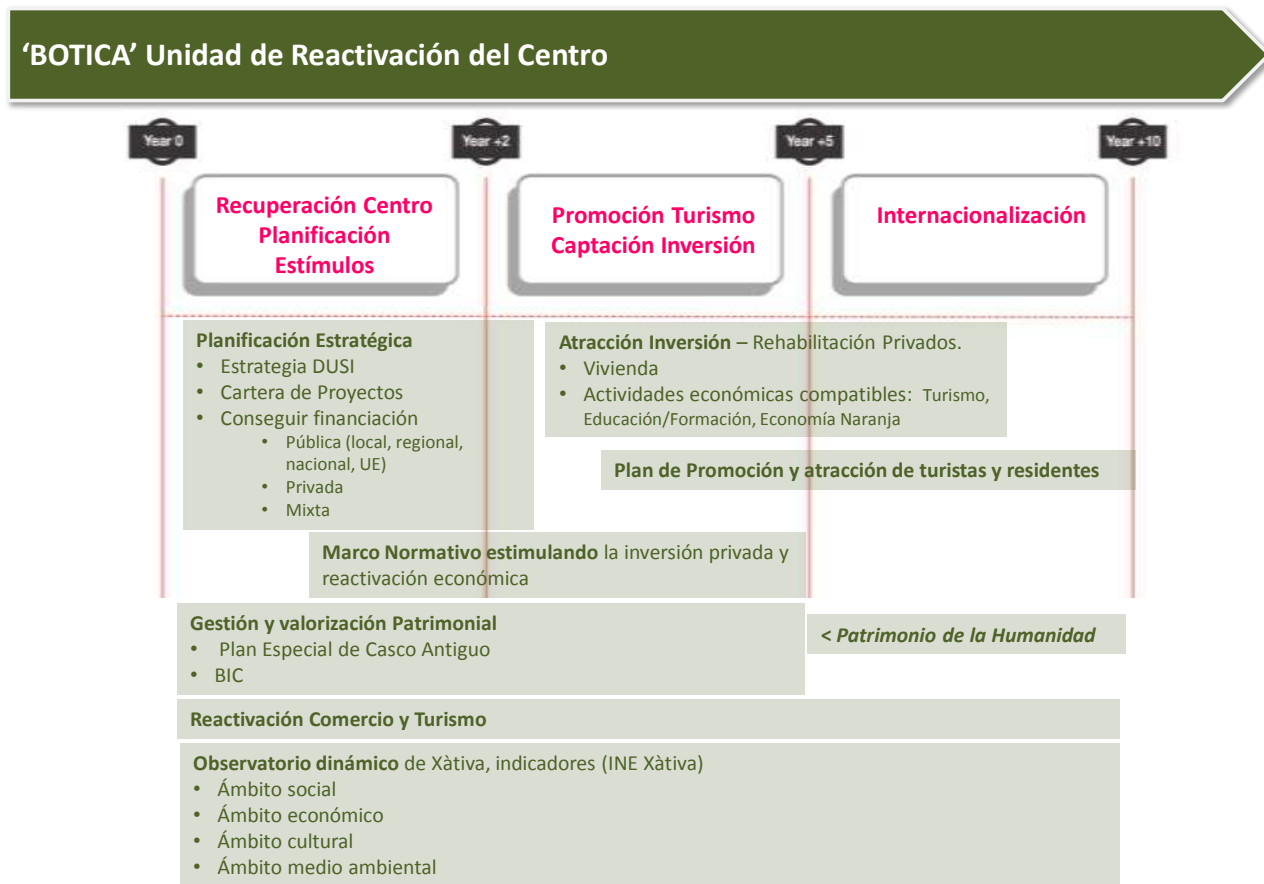 ‘BOTICA’ Unidad de Reactivación del Centro
Year 0
Year +2
Year +5
Year +10
Recuperación Centro
Planificación
Estímulos
Promoción Turismo
Captación Inversión
Internacionalización
Planificación Estratégica
• Estrategia DUSI
• Cartera de Proyectos
• Conseguir financiación
• Pública (local, regional,
nacional, UE)
• Privada
• Mixta
Atracción Inversión – Rehabilitación Privados.
• Vivienda
• Actividades económicas compatibles: Turismo,
Educación/Formación, Economía Naranja
Plan de Promoción y atracción de turistas y residentes
Marco Normativo estimulando la inversión privada y
reactivación económica
Gestión y valorización Patrimonial
• Plan Especial de Casco Antiguo
• BIC
< Patrimonio de la Humanidad
Reactivación Comercio y Turismo
Observatorio dinámico de Xàtiva, indicadores (INE Xàtiva)
• Ámbito social
• Ámbito económico
• Ámbito cultural
• Ámbito medio ambiental